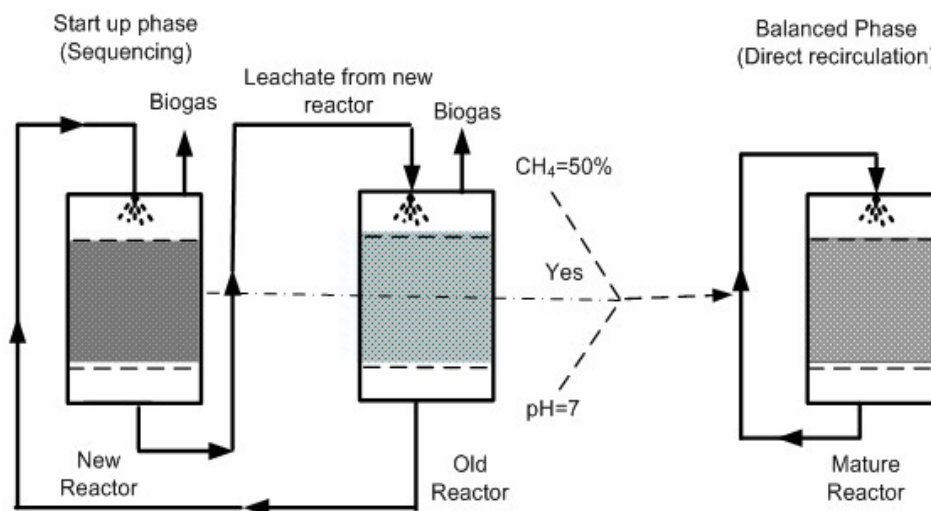 Start up phase
(Sequencing)
Balanced Phase
(Direct recirculation)
Leachate from new
reactor
Biogas
Biogas
CH₄=50%
Yes
pH=7
New
Reactor
Old
Reactor
Mature
Reactor